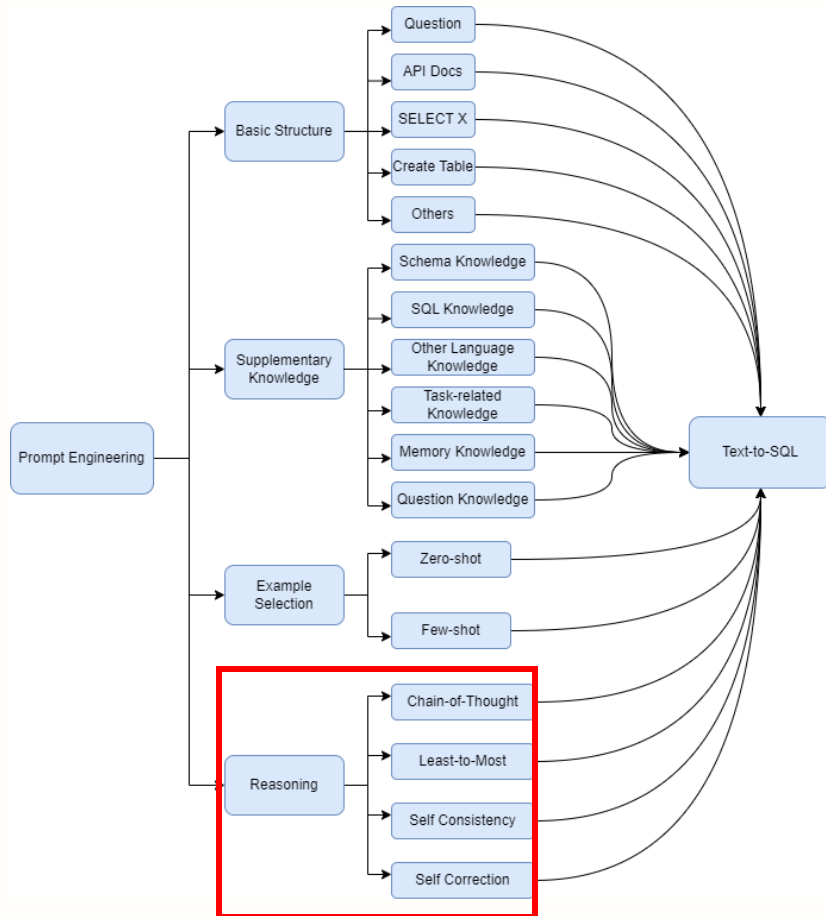 Question
API Docs
Basic Structure
SELECT X
Create Table
Others
Schema Knowledge
SQL Knowledge
Supplementary
Knowledge
Other Language
Knowledge
Task-related
Knowledge
Memory Knowledge
Question Knowledge
Prompt Engineering
Text-to-SQL
Example
Selection
Zero-shot
Few-shot
Reasoning
Chain-of-Thought
Least-to-Most
Self Consistency
Self Correction